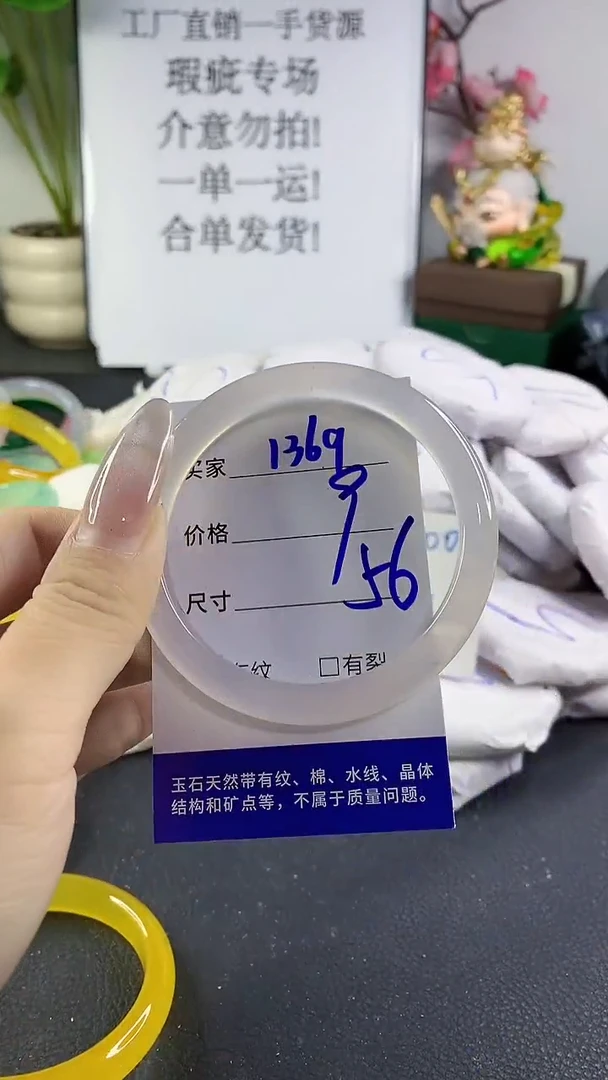 工厂直销一手货源
瑕疵专场
介意勿拍!
一单一运!
合单发货!
买家 1369
价格 9
尺寸 56
有纹 □有裂
00
玉石天然带有纹、棉、水线、晶体
结构和矿点等，不属于质量问题。